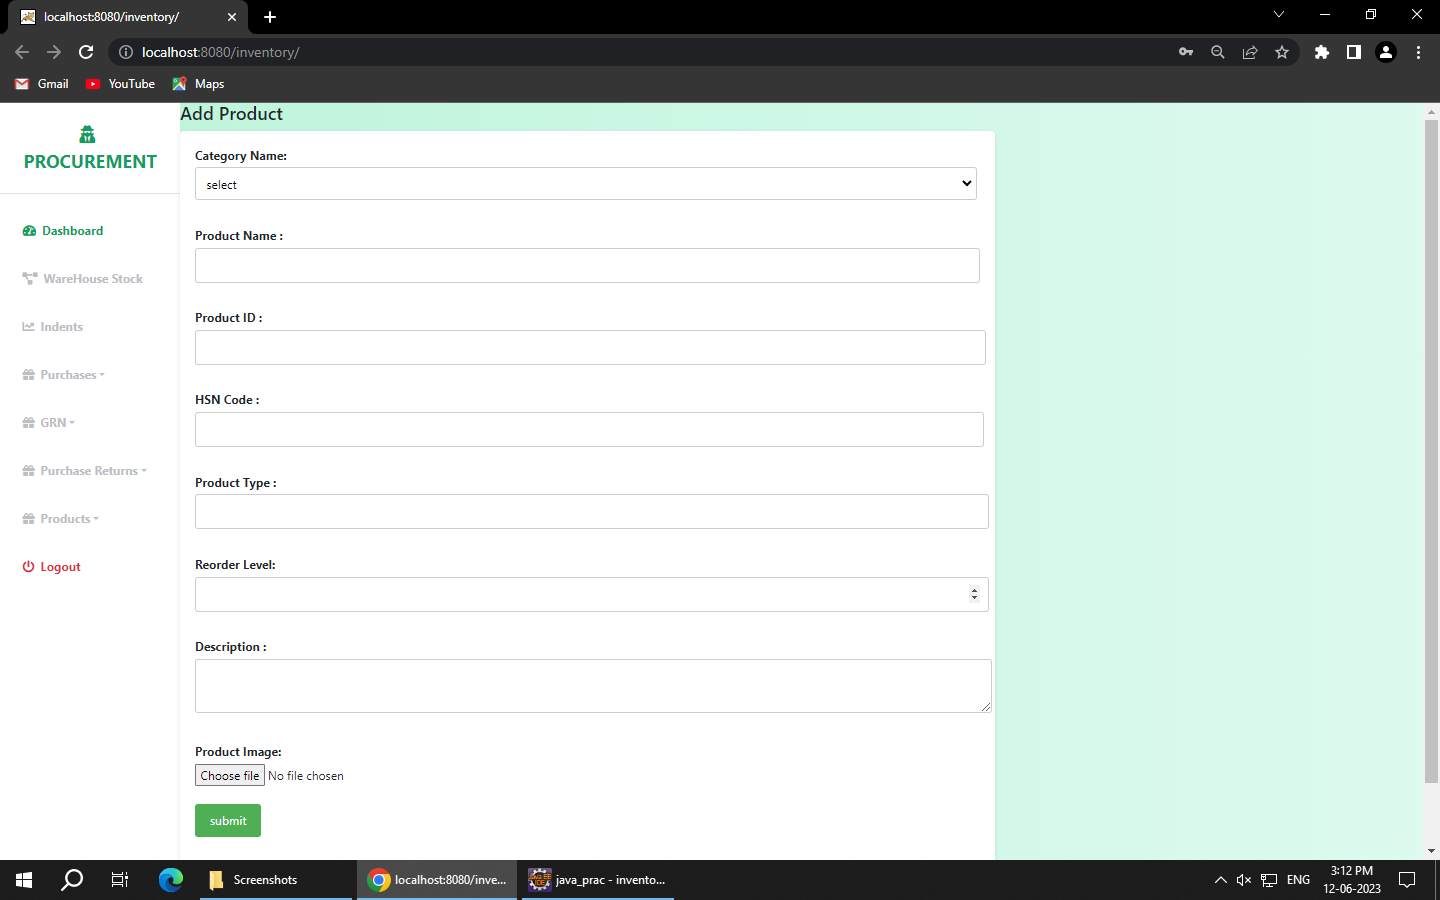 localhost:8080/inventory/
localhost:8080/inventory/
Gmail
YouTube
Maps
PROCUREMENT
Dashboard
WareHouse Stock
Indents
Purchases
GRN
Purchase Returns
Products
Logout
Add Product
Category Name:
select
Product Name :
Product ID :
HSN Code :
Product Type :
Reorder Level:
Description :
Product Image:
Choose file No file chosen
submit
Screenshots
localhost:8080/inve...
java_prac - invento...
ENG
3:12 PM
12-06-2023